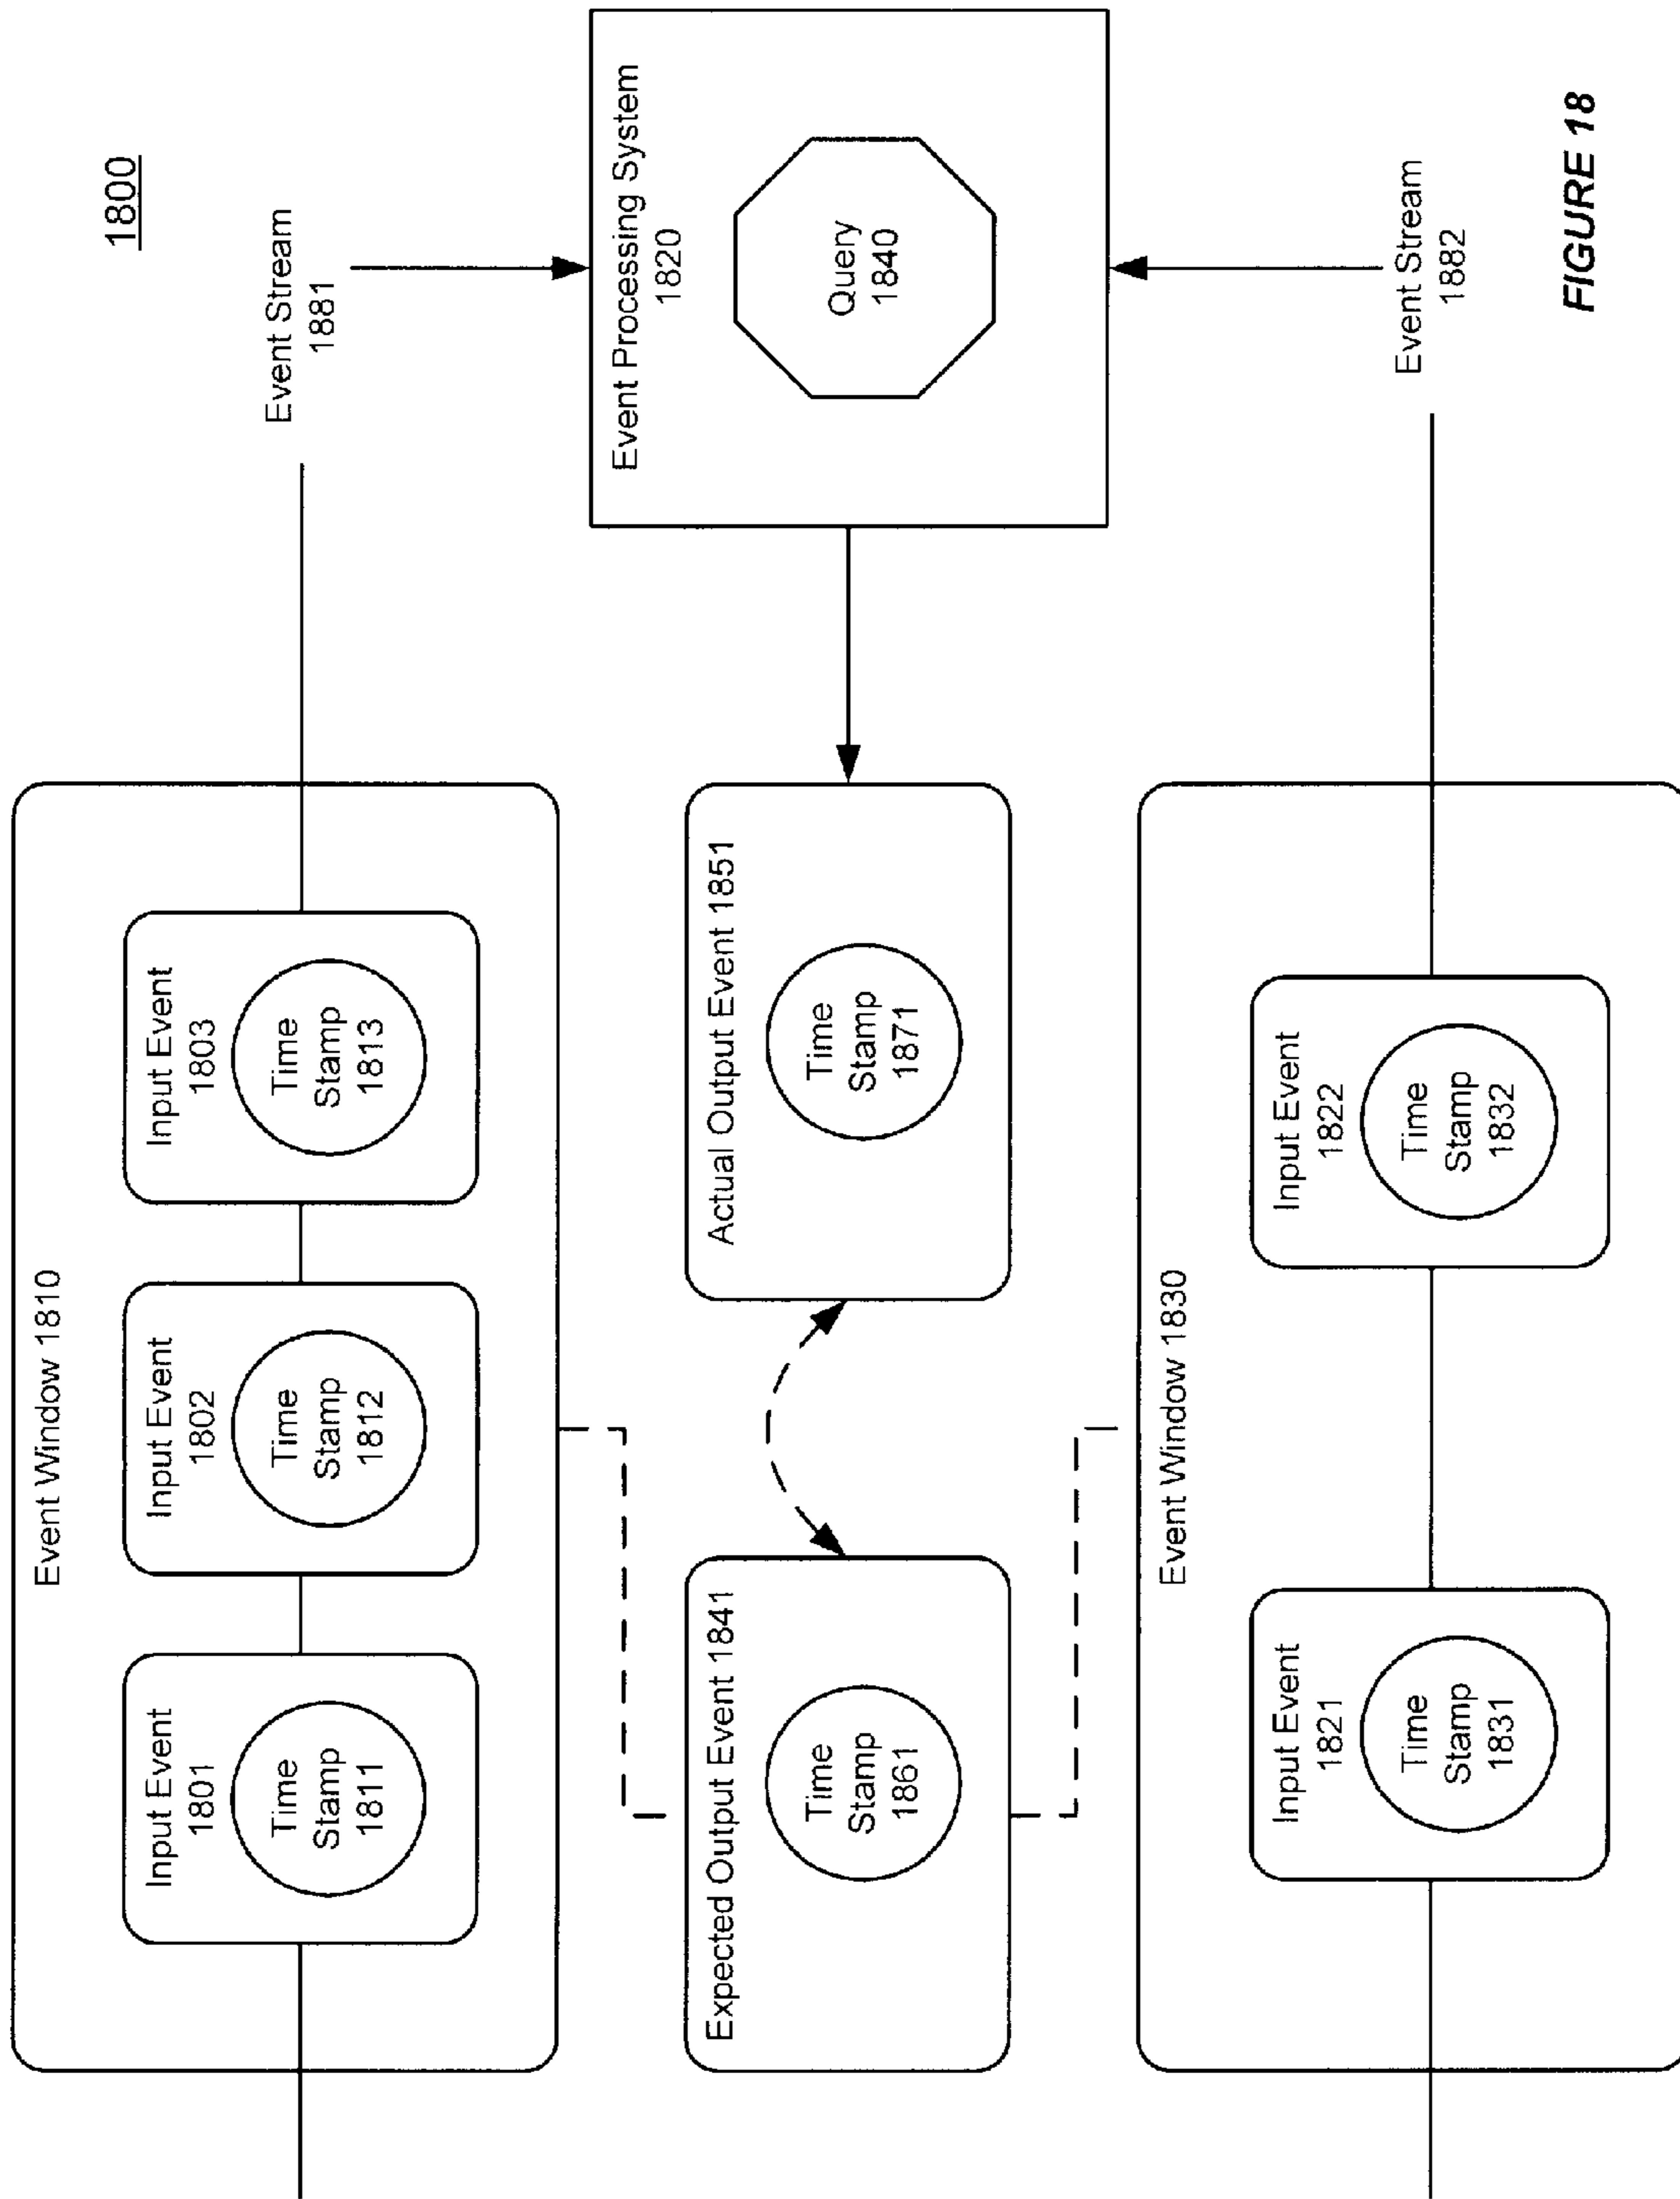 1800
Event Window 1810
Input Event
1801
Time
Stamp
1811
Input Event
1802
Time
Stamp
1812
Input Event
1803
Time
Stamp
1813
Event Stream
1881
Expected Output Event 1841
Time
Stamp
1861
Actual Output Event 1851
Time
Stamp
1871
Event Processing System
1820
Query
1840
Event Window 1830
Input Event
1821
Time
Stamp
1831
Input Event
1822
Time
Stamp
1832
Event Stream
1882
FIGURE 18